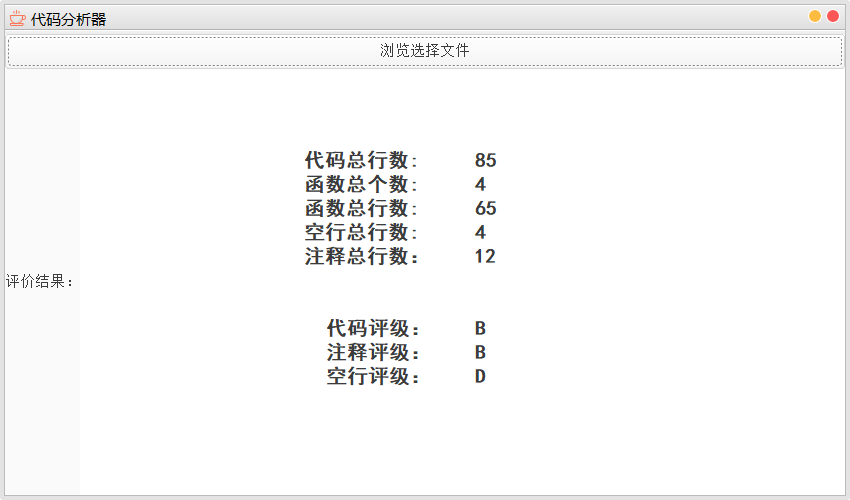 代码分析器
浏览选择文件
代码总行数: 85
函数总个数: 4
函数总行数: 65
空行总行数: 4
注释总行数： 12
评价结果：
代码评级： B
注释评级： B
空行评级： D